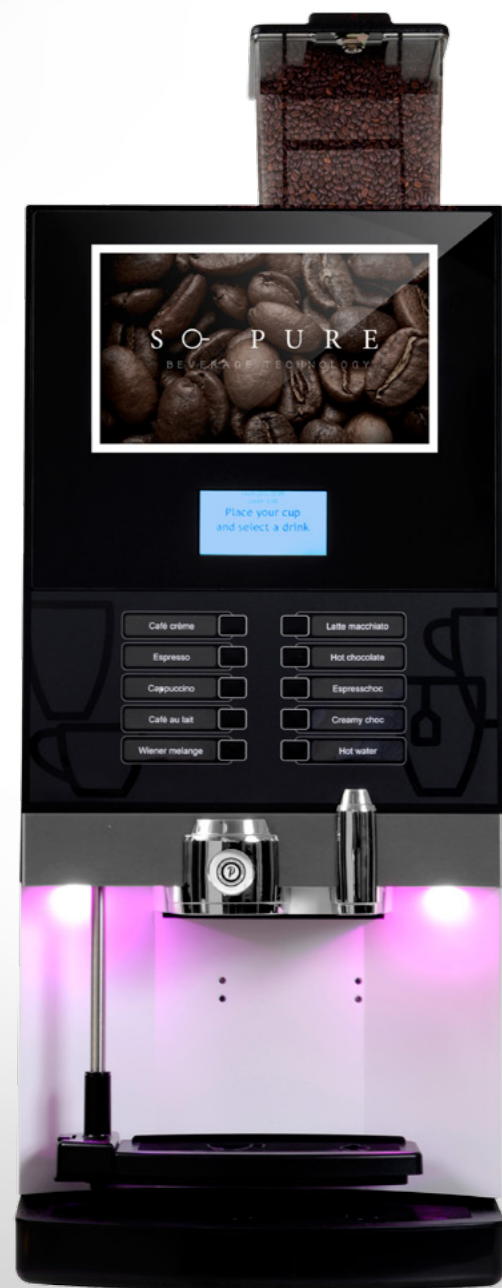 SO PURE
BEVERAGE TECHNOLOGY
Place your cup
and select a drink
Café crème
Latte macchiato
Espresso
Hot chocolate
Cappuccino
Espresschoc
Café au lait
Creamy choc
Wiener melange
Hot water
P